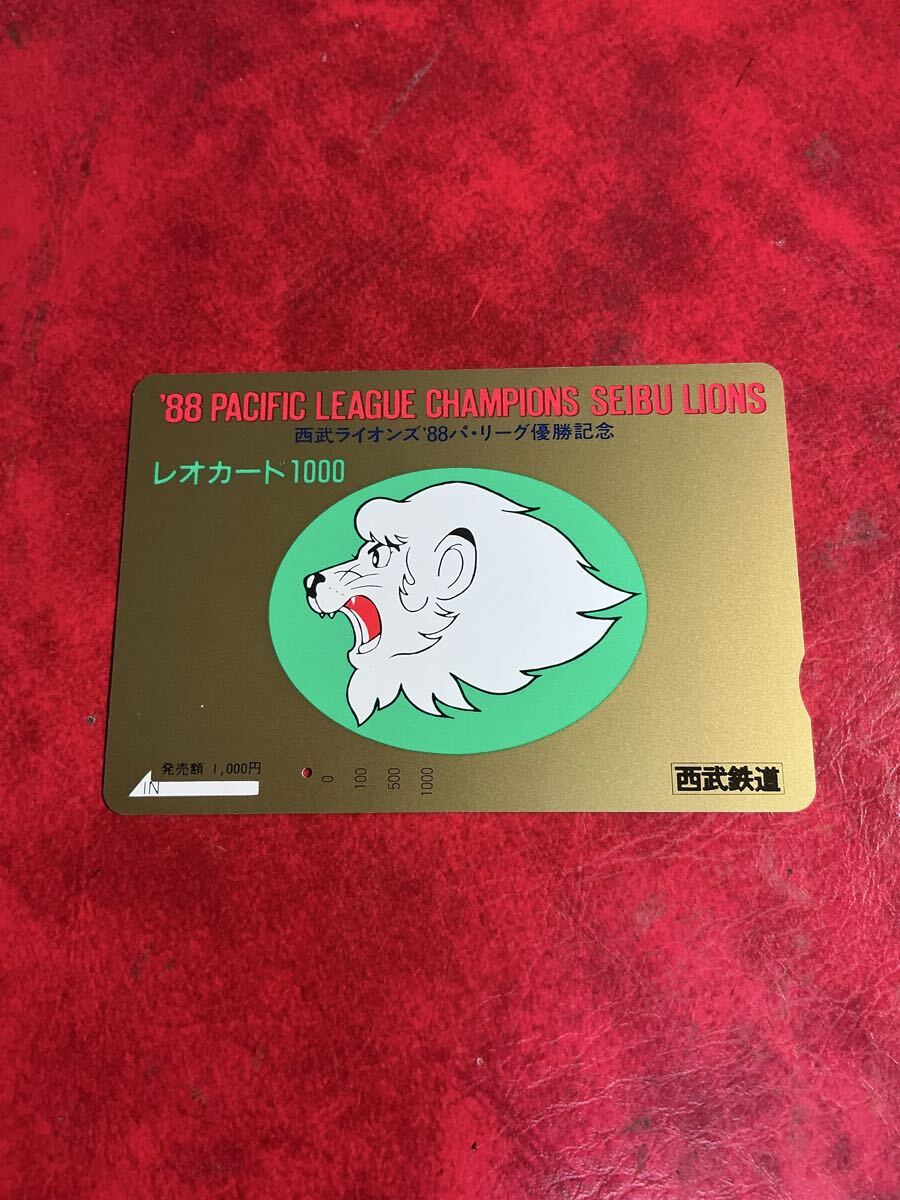 '88 PACIFIC LEAGUE CHAMPIONS SEIBU LIONS
西武ライオンズ'88パ・リーグ優勝記念
レオカード1000
発売額 1,000円
IN
0
100
500
1000
西武鉄道